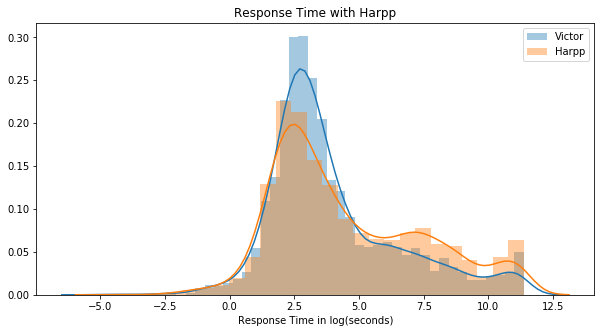 Response Time with Harpp
Victor
Harpp
0.30
0.25
0.20
0.15
0.10
0.05
0.00
−5.0 −2.5 0.0 2.5 5.0 7.5 10.0 12.5
Response Time in log(seconds)